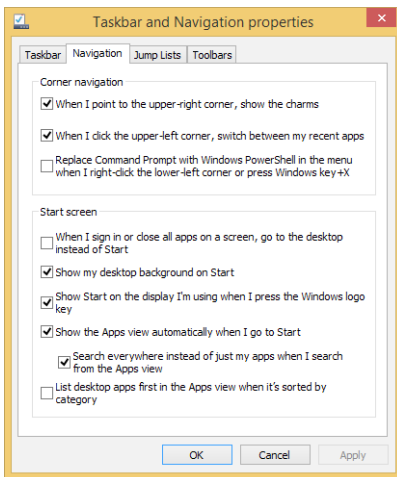 Taskbar and Navigation properties
Taskbar Navigation Jump Lists Toolbars
Corner navigation
When I point to the upper-right corner, show the charms
When I click the upper-left corner, switch between my recent apps
Replace Command Prompt with Windows PowerShell in the menu
when I right-click the lower-left corner or press Windows key+X
Start screen
When I sign in or close all apps on a screen, go to the desktop
instead of Start
Show my desktop background on Start
Show Start on the display I'm using when I press the Windows logo
key
Show the Apps view automatically when I go to Start
Search everywhere instead of just my apps when I search
from the Apps view
List desktop apps first in the Apps view when it's sorted by
category
OK Cancel Apply